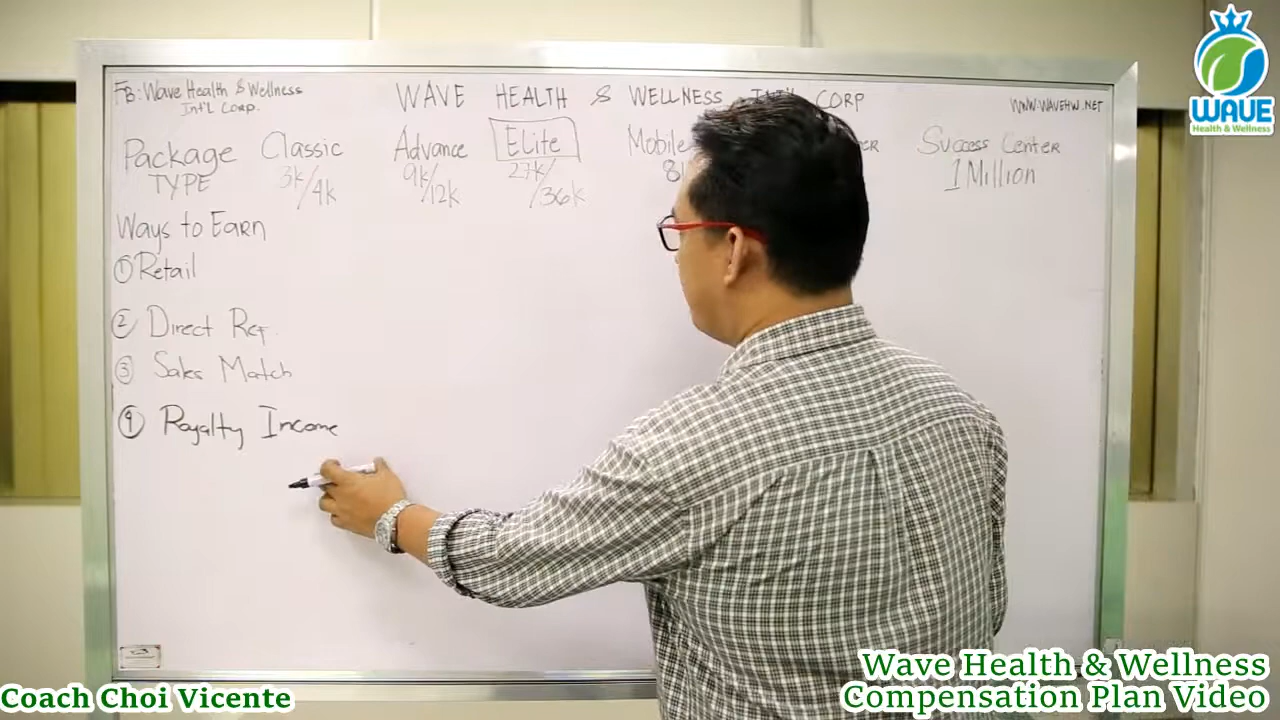 FB: Wave Health & Wellness
Int'l Corp.
WAVE HEALTH & WELLNESS INT'L CORP
WWW.WAVEHW.NET
Package TYPE
Classic 3k/4k
Advance 9k/12k
Elite 27k/36k
Mobile
Success Center 1 Million
Ways to Earn
① Retail
② Direct Ref.
③ Sales Match
④ Royalty Income
WAVE
Health & Wellness
Coach Choi Vicente
Wave Health & Wellness
Compensation Plan Video